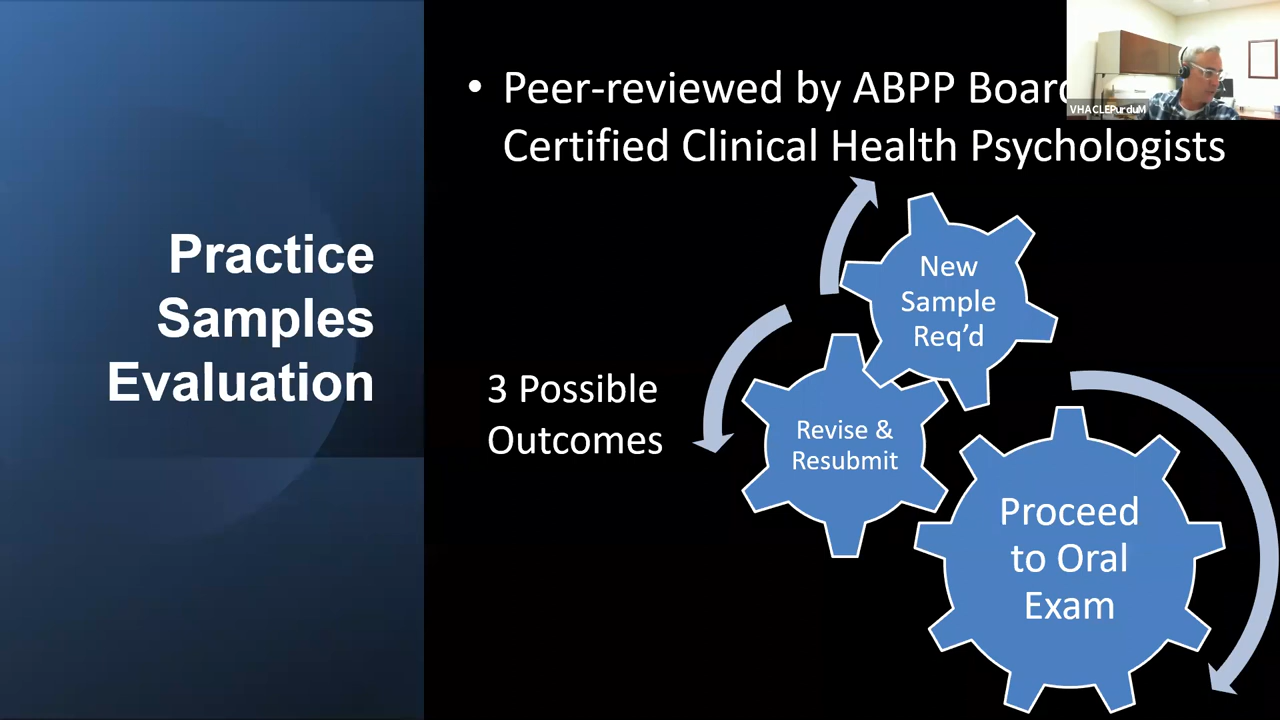 Practice
Samples
Evaluation
• Peer-reviewed by ABPP Board
Certified Clinical Health Psychologists
VHACLEPurduM
New
Sample
Req'd
3 Possible
Outcomes
Revise &
Resubmit
Proceed
to Oral
Exam